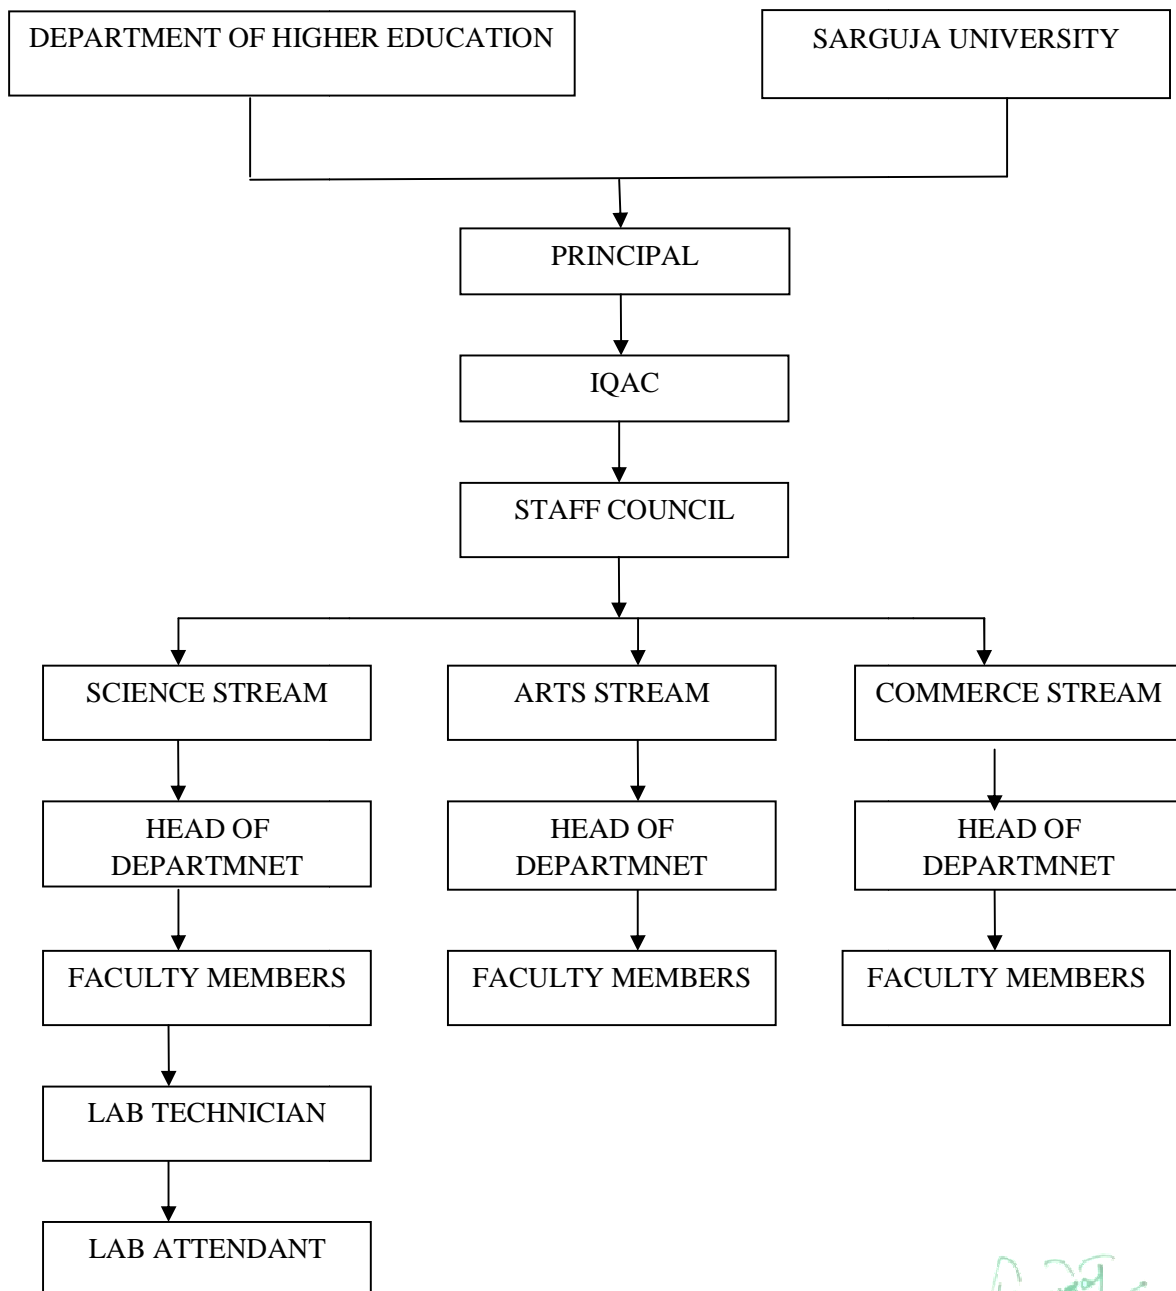 DEPARTMENT OF HIGHER EDUCATION
SARGUJA UNIVERSITY
PRINCIPAL
IQAC
STAFF COUNCIL
SCIENCE STREAM
ARTS STREAM
COMMERCE STREAM
HEAD OF
DEPARTMNET
HEAD OF
DEPARTMNET
HEAD OF
DEPARTMNET
FACULTY MEMBERS
FACULTY MEMBERS
FACULTY MEMBERS
LAB TECHNICIAN
LAB ATTENDANT